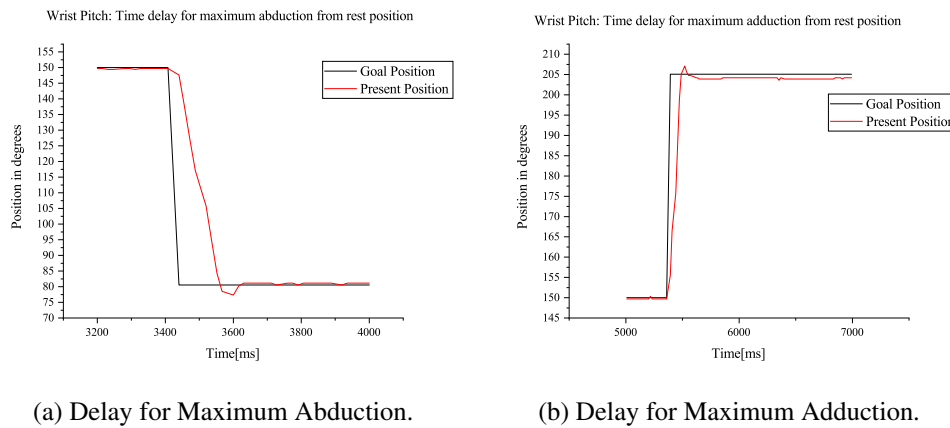 Wrist Pitch: Time delay for maximum abduction from rest position
150
145
140
135
130
125
120
115
110
105
100
95
90
85
80
75
70
Position in degrees
3200 3400 3600 3800 4000
Time[ms]
Goal Position
Present Position
(a) Delay for Maximum Abduction.
Wrist Pitch: Time delay for maximum adduction from rest position
210
205
200
195
190
185
180
175
170
165
160
155
150
145
Position in degrees
5000 6000 7000
Time[ms]
Goal Position
Present Position
(b) Delay for Maximum Adduction.